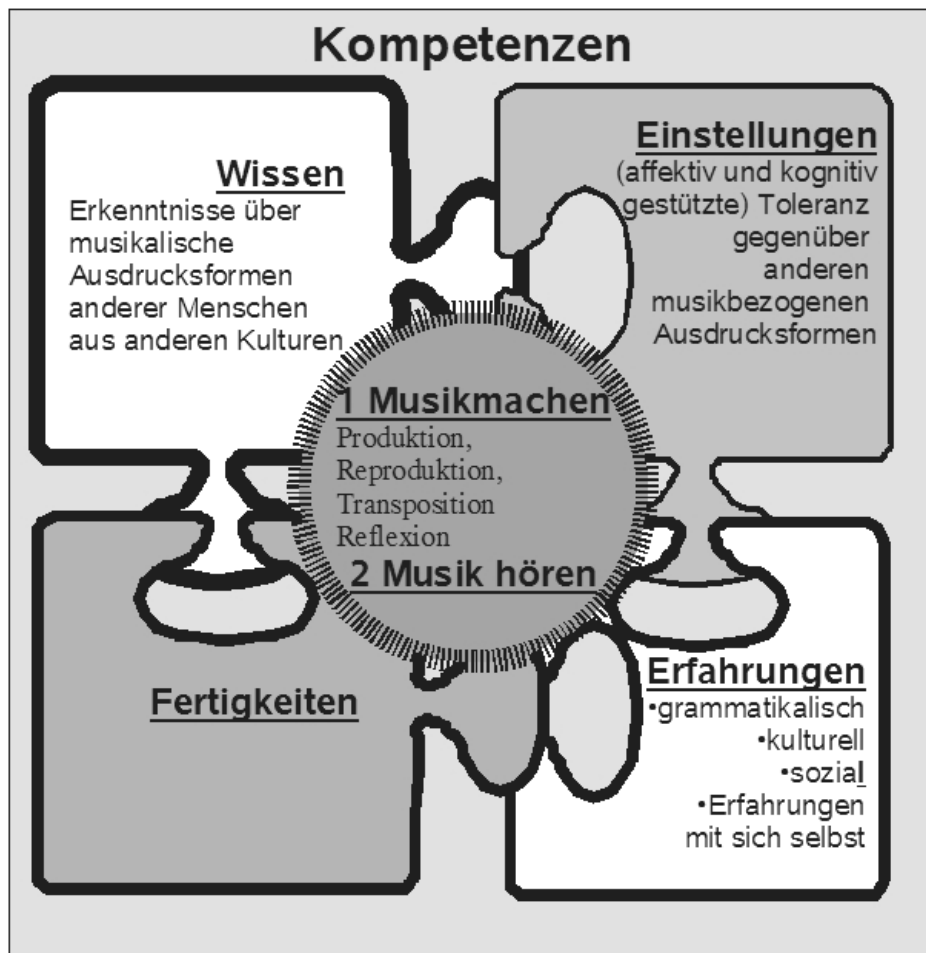 Kompetenzen
Wissen
Erkenntnisse über
musikalische
Ausdrucksformen
anderer Menschen
aus anderen Kulturen
Einstellungen
(affektiv und kognitiv
gestützte) Toleranz
gegenüber
anderen
musikbezogenen
Ausdrucksformen
1 Musikmachen
Produktion,
Reproduktion,
Transposition
Reflexion
2 Musik hören
Fertigkeiten
Erfahrungen
•grammatikalisch
•kulturell
•sozial
•Erfahrungen
mit sich selbst